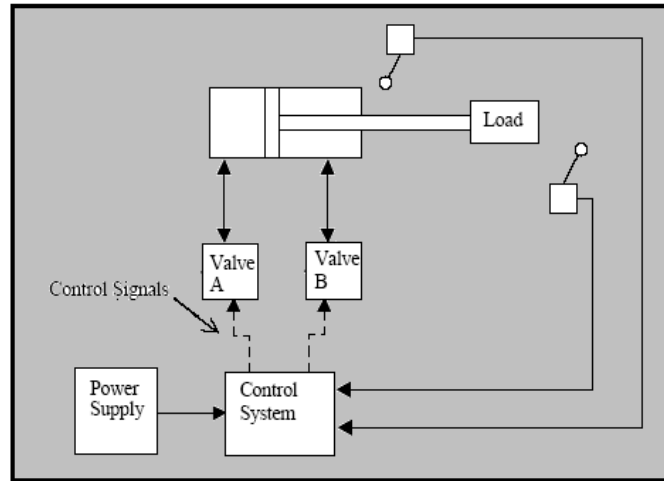 Load
Valve
A
Valve
B
Control Signals
Power
Supply
Control
System